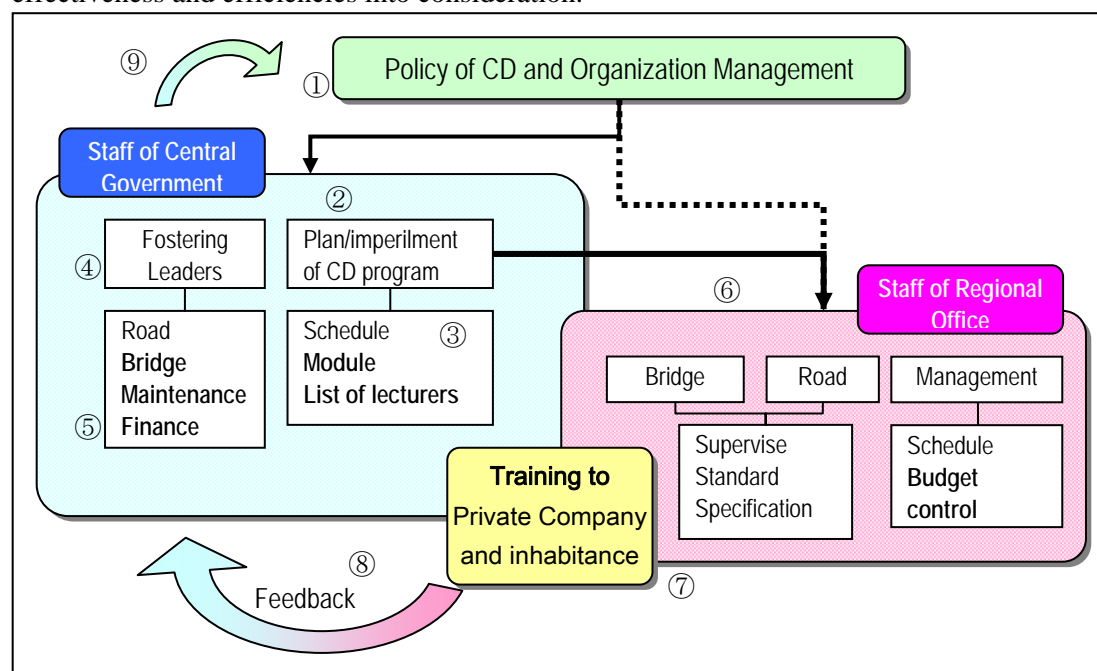 effectiveness and efficiencies into consideration.
⑨
① Policy of CD and Organization Management
Staff of Central
Government
②
④ Fostering
Leaders
Plan/imperilment
of CD program
⑤ Road
Bridge
Maintenance
Finance
Schedule ③
Module
List of lecturers
⑥ Staff of Regional
Office
Bridge
Road
Management
Supervise
Standard
Specification
Schedule
Budget
control
Training to
Private Company
and inhabitance
⑦
⑧
Feedback